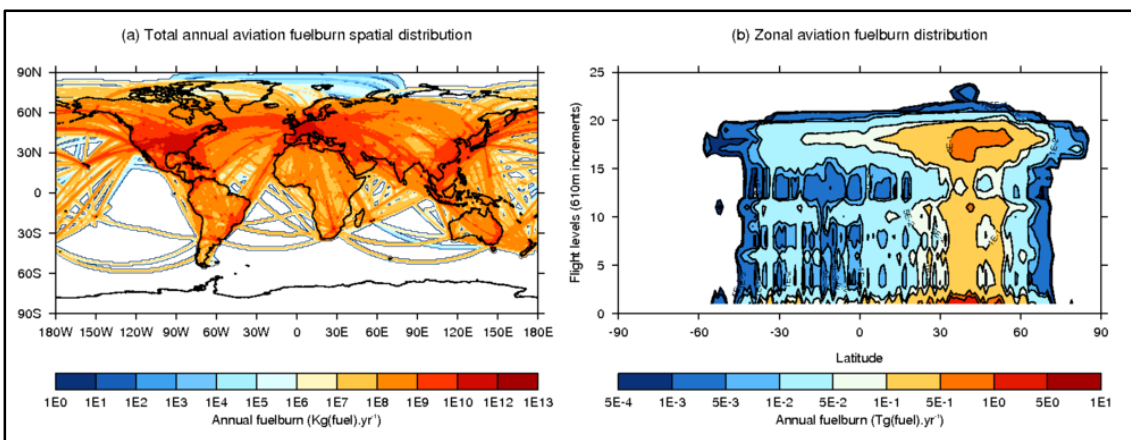 (a) Total annual aviation fuelburn spatial distribution
90N
60N
30N
0
30S
60S
90S
180W 150W 120W 90W 60W 30W 0 30E 60E 90E 120E 150E 180E
1E0 1E1 1E2 1E3 1E4 1E5 1E6 1E7 1E8 1E9 1E10 1E12 1E13
Annual fuelburn (Kg(fuel).yr⁻¹)
(b) Zonal aviation fuelburn distribution
Flight levels (610m increments)
25
20
15
10
5
0
-90 -60 -30 0 30 60 90
Latitude
5E-4 1E-3 5E-3 1E-2 5E-2 1E-1 5E-1 1E0 5E0 1E1
Annual fuelburn (Tg(fuel).yr⁻¹)